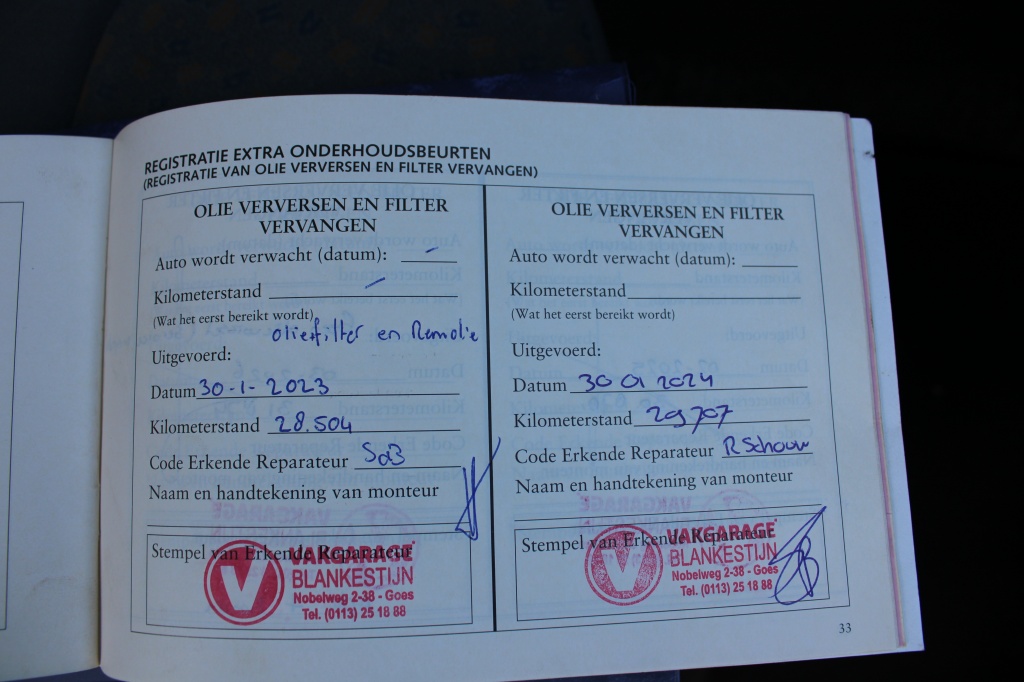 REGISTRATIE EXTRA ONDERHOUDSBEURTEN
(REGISTRATIE VAN OLIE VERVERSEN EN FILTER VERVANGEN)
OLIE VERVERSEN EN FILTER
VERVANGEN
Auto wordt verwacht (datum): -
Kilometerstand -
(Wat het eerst bereikt wordt)
oliefilter en Remolie
Uitgevoerd:
Datum 30-1-2023
Kilometerstand 28.504
Code Erkende Reparateur SaB
Naam en handtekening van monteur
Stempel van Erkende Reparateur
V
VAKGARAGE
BLANKESTIJN
Nobelweg 2-38 - Goes
Tel. (0113) 25 18 88
OLIE VERVERSEN EN FILTER
VERVANGEN
Auto wordt verwacht (datum):
Kilometerstand
(Wat het eerst bereikt wordt)
Uitgevoerd:
Datum 30 01 2024
Kilometerstand 29707
Code Erkende Reparateur R Schouw
Naam en handtekening van monteur
Stempel van Erkende Reparateur
V
VAKGARAGE
BLANKESTIJN
Nobelweg 2-38 - Goes
Tel. (0113) 25 18 88
33